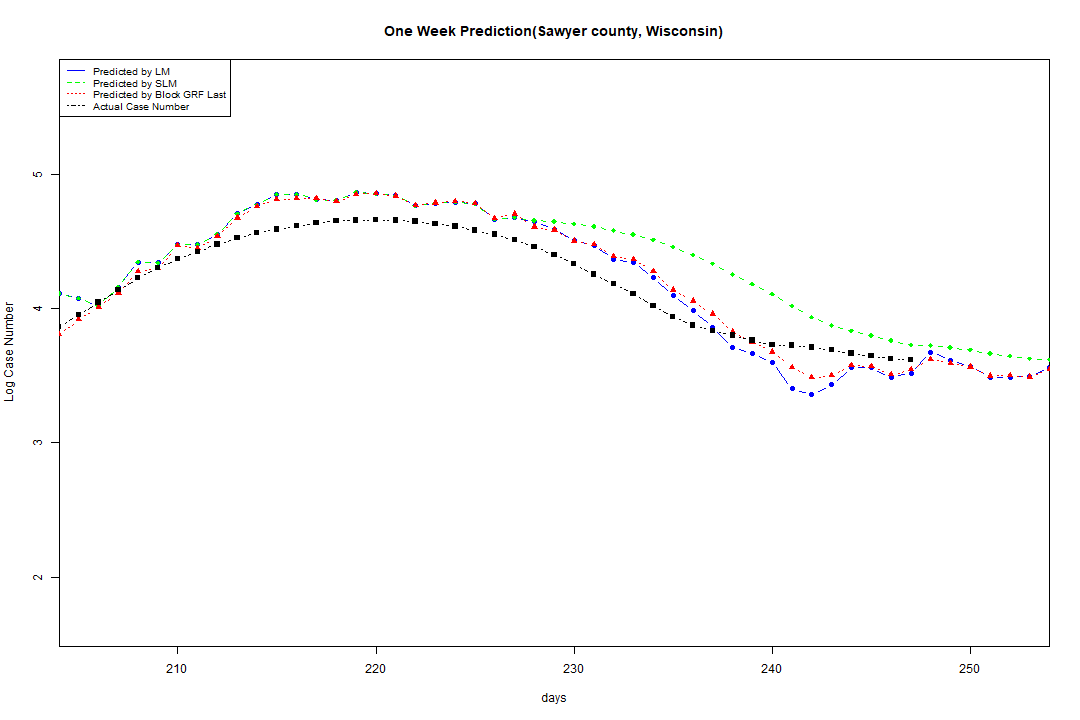 One Week Prediction(Sawyer county, Wisconsin)
Predicted by LM
Predicted by SLM
Predicted by Block GRF Last
Actual Case Number
5
4
3
2
Log Case Number
210 220 230 240 250
days